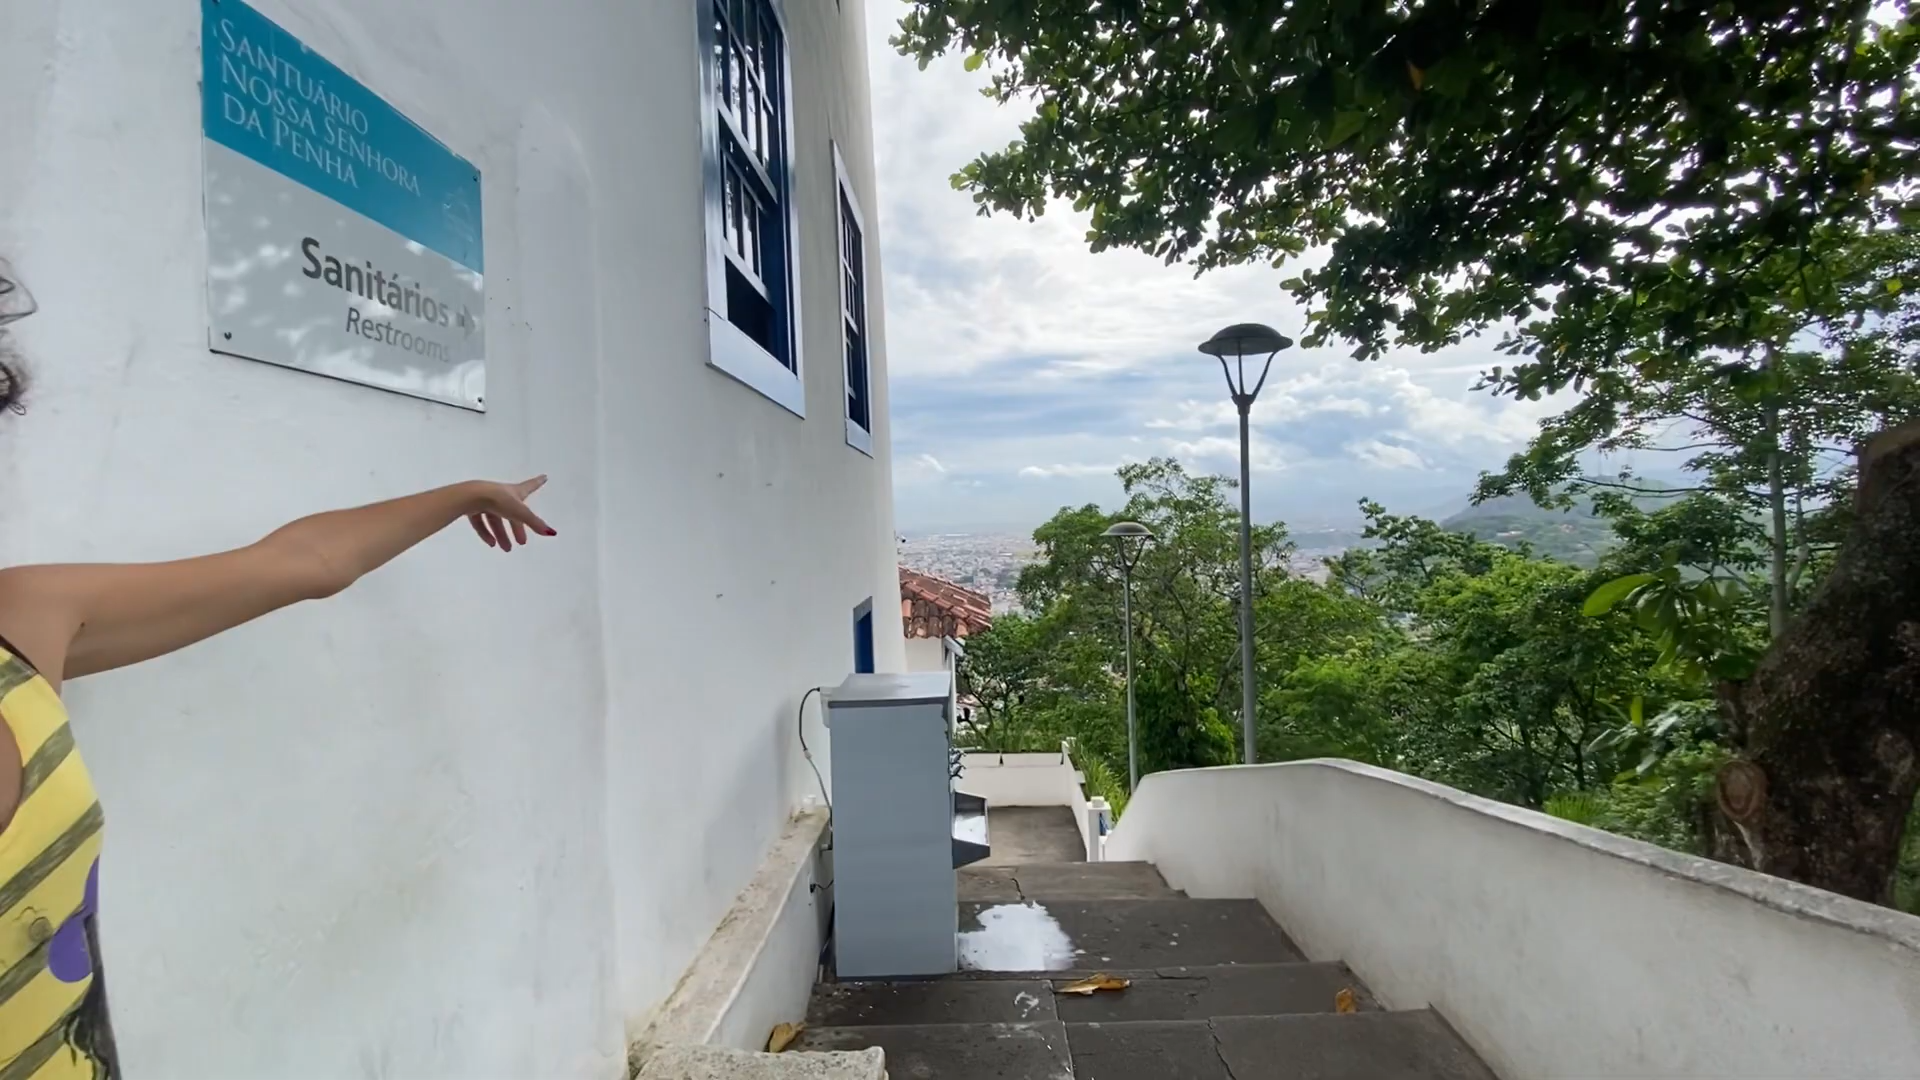 SANTUÁRIO
NOSSA SENHORA
DA PENHA
Sanitários
Restrooms